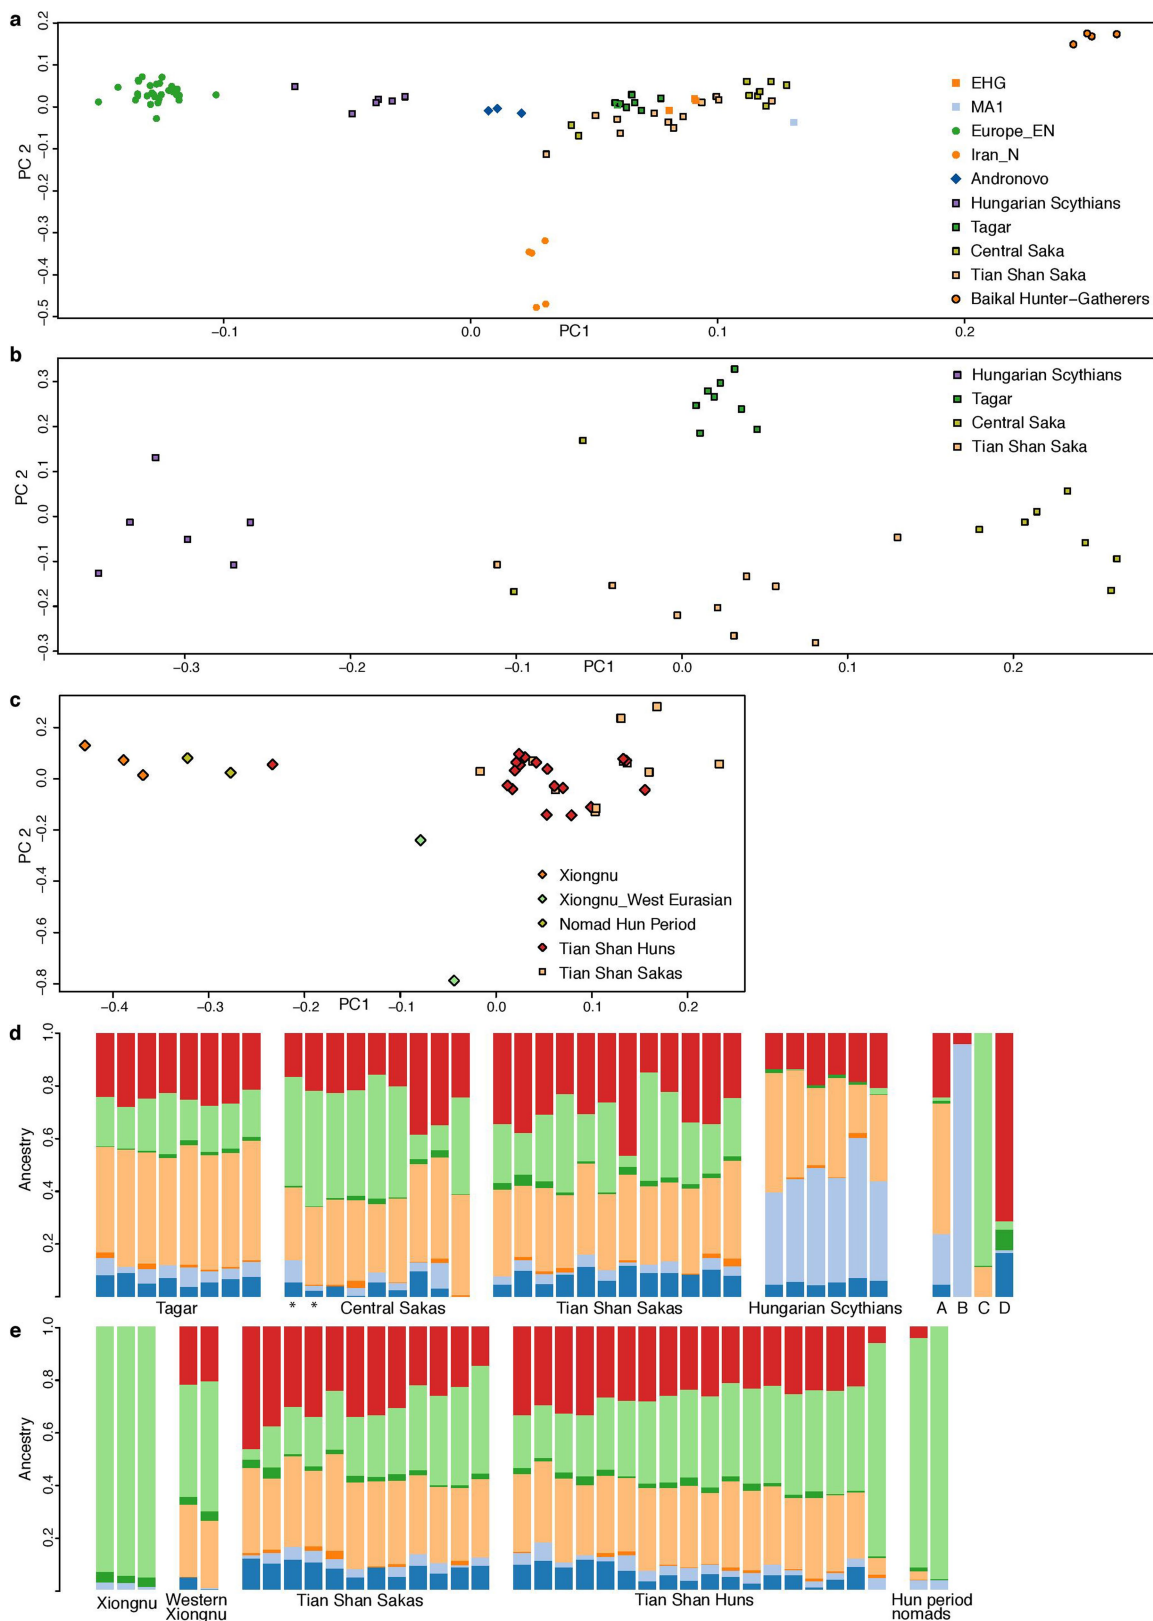 a
0.2
0.1
0.0
−0.1
−0.2
−0.3
−0.4
−0.5
PC 2
−0.1
0.0
0.1
0.2
PC1
EHG
MA1
Europe_EN
Iran_N
Andronovo
Hungarian Scythians
Tagar
Central Saka
Tian Shan Saka
Baikal Hunter−Gatherers
b
0.3
0.2
0.1
0.0
−0.1
−0.2
−0.3
PC 2
−0.3
−0.2
−0.1
0.0
0.1
0.2
PC1
Hungarian Scythians
Tagar
Central Saka
Tian Shan Saka
c
0.2
0.0
−0.2
−0.4
−0.6
−0.8
PC 2
−0.4
−0.3
−0.2
−0.1
0.0
0.1
0.2
PC1
Xiongnu
Xiongnu_West Eurasian
Nomad Hun Period
Tian Shan Huns
Tian Shan Sakas
d
1.0
0.8
0.6
0.4
0.2
Ancestry
Tagar
* * Central Sakas
Tian Shan Sakas
Hungarian Scythians
A B C D
e
1.0
0.8
0.6
0.4
0.2
Ancestry
Xiongnu
Western
Xiongnu
Tian Shan Sakas
Tian Shan Huns
Hun period
nomads